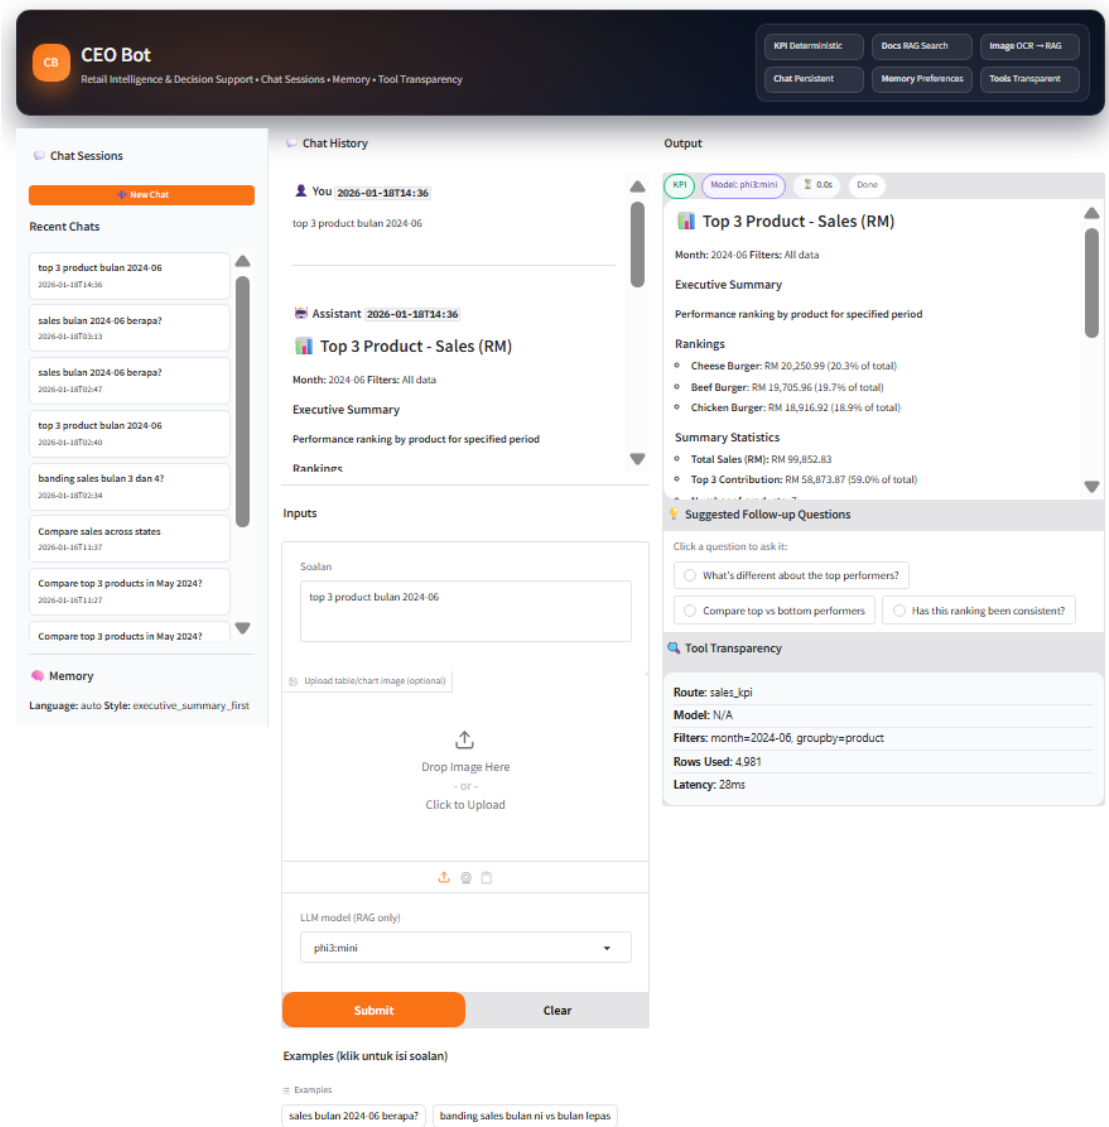 CB
CEO Bot
Retail Intelligence & Decision Support • Chat Sessions • Memory • Tool Transparency
KPI Deterministic
Docs RAG Search
Image OCR → RAG
Chat Persistent
Memory Preferences
Tools Transparent
Chat Sessions
New Chat
Recent Chats
top 3 product bulan 2024-06
2026-01-18T14:36
sales bulan 2024-06 berapa?
2026-01-18T03:13
sales bulan 2024-06 berapa?
2026-01-18T02:47
top 3 product bulan 2024-06
2026-01-18T02:40
banding sales bulan 3 dan 4?
2026-01-18T02:34
Compare sales across states
2026-01-16T11:37
Compare top 3 products in May 2024?
2026-01-16T11:27
Compare top 3 products in May 2024?
Memory
Language: auto Style: executive_summary_first
Chat History
You 2026-01-18T14:36
top 3 product bulan 2024-06
Assistant 2026-01-18T14:36
Top 3 Product - Sales (RM)
Month: 2024-06 Filters: All data
Executive Summary
Performance ranking by product for specified period
Rankings
Inputs
Soalan
top 3 product bulan 2024-06
Upload table/chart image (optional)
Drop Image Here
- or -
Click to Upload
LLM model (RAG only)
phi3:mini
Submit
Clear
Examples (klik untuk isi soalan)
Examples
sales bulan 2024-06 berapa?
banding sales bulan ni vs bulan lepas
Output
KPI
Model: phi3:mini
0.0s
Done
Top 3 Product - Sales (RM)
Month: 2024-06 Filters: All data
Executive Summary
Performance ranking by product for specified period
Rankings
Cheese Burger: RM 20,250.99 (20.3% of total)
Beef Burger: RM 19,705.96 (19.7% of total)
Chicken Burger: RM 18,916.92 (18.9% of total)
Summary Statistics
Total Sales (RM): RM 99,852.83
Top 3 Contribution: RM 58,873.87 (59.0% of total)
Suggested Follow-up Questions
Click a question to ask it:
What's different about the top performers?
Compare top vs bottom performers
Has this ranking been consistent?
Tool Transparency
Route: sales_kpi
Model: N/A
Filters: month=2024-06, groupby=product
Rows Used: 4,981
Latency: 28ms